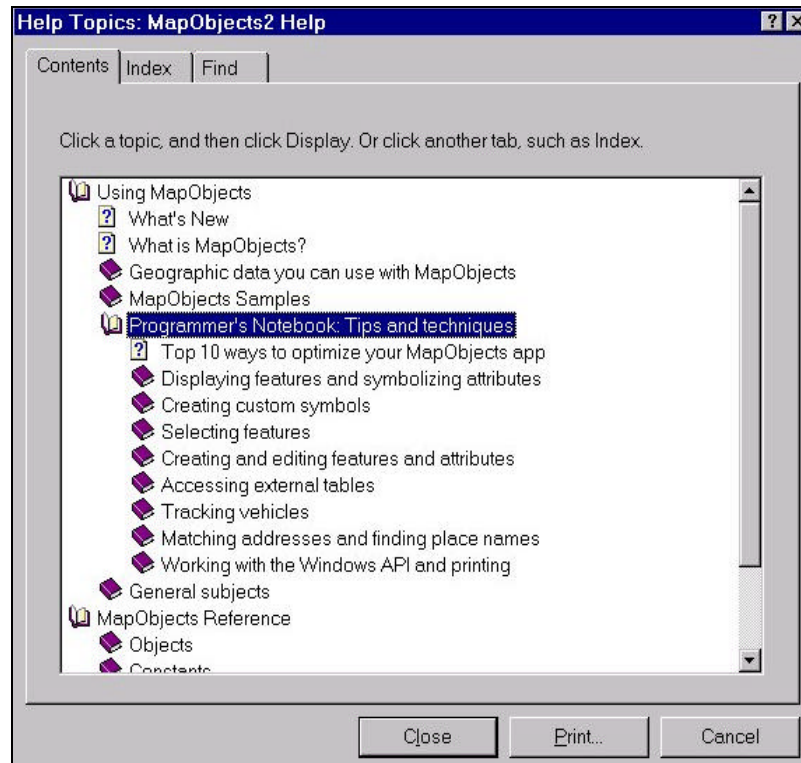 Help Topics: MapObjects2 Help
Contents Index Find
Click a topic, and then click Display. Or click another tab, such as Index.
Using MapObjects
What's New
What is MapObjects?
Geographic data you can use with MapObjects
MapObjects Samples
Programmer's Notebook: Tips and techniques
Top 10 ways to optimize your MapObjects app
Displaying features and symbolizing attributes
Creating custom symbols
Selecting features
Creating and editing features and attributes
Accessing external tables
Tracking vehicles
Matching addresses and finding place names
Working with the Windows API and printing
General subjects
MapObjects Reference
Objects
Constants
Close Print... Cancel